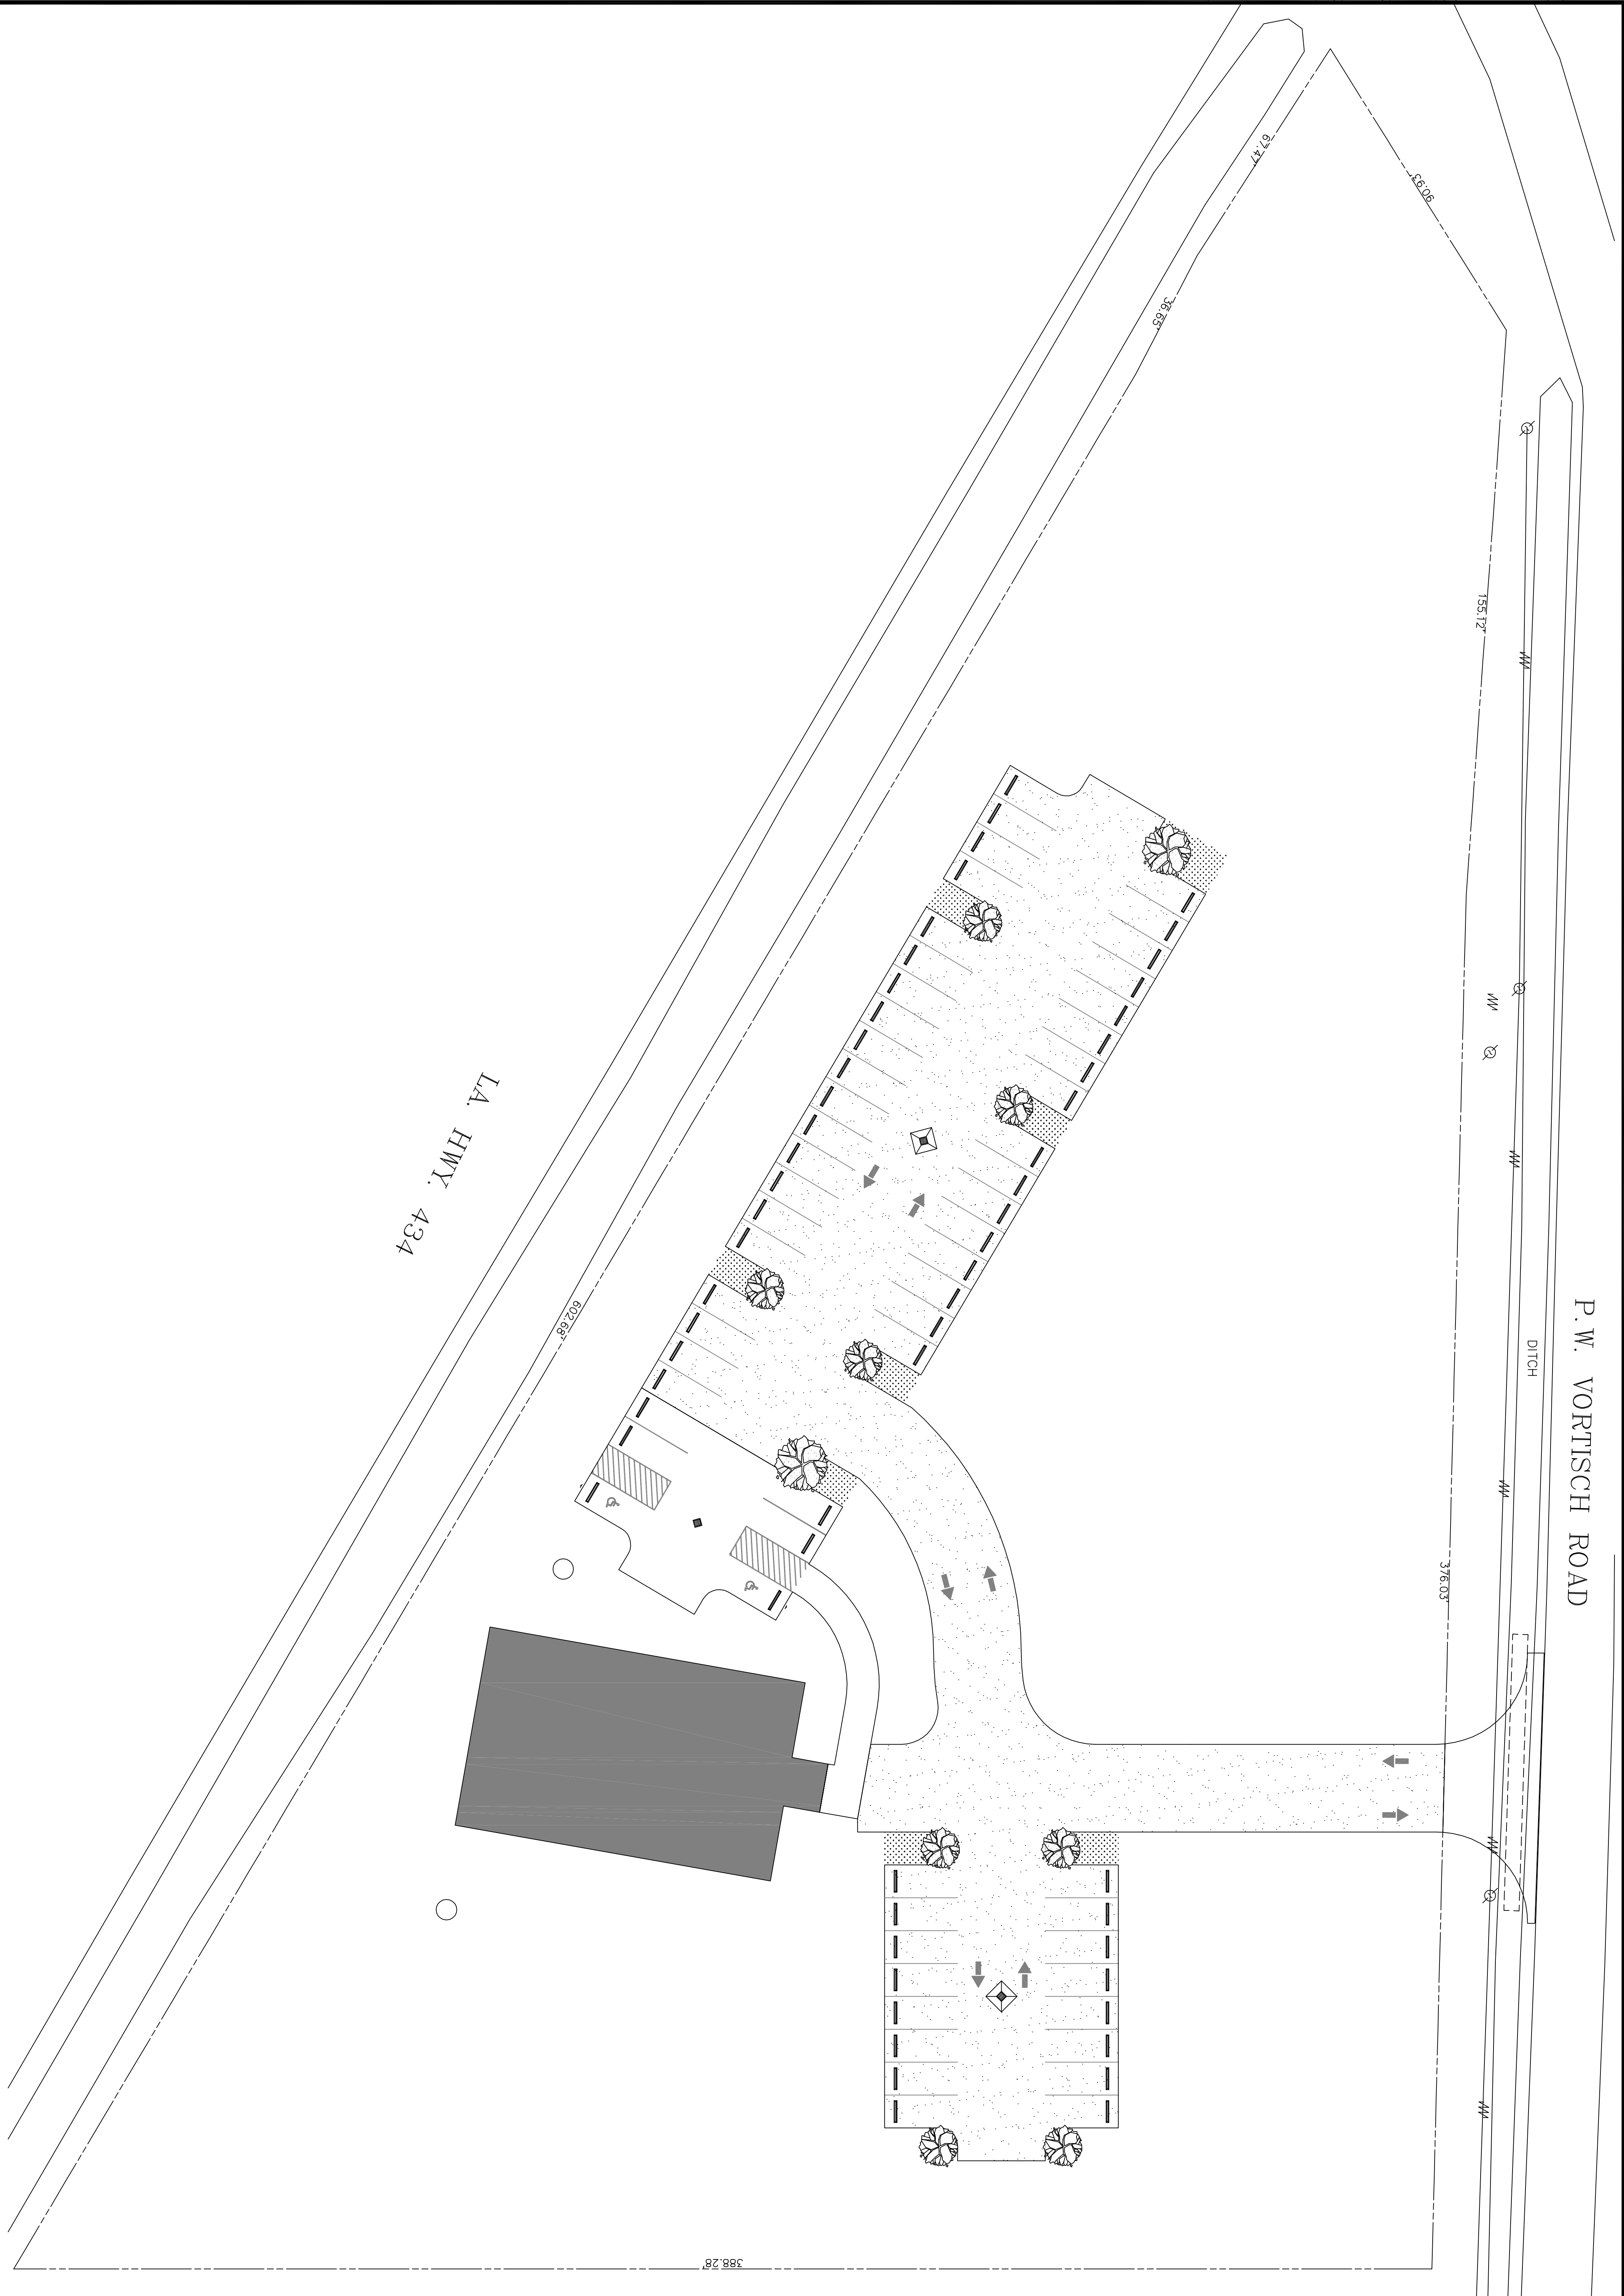 67.47'
90.93'
36.65'
155.12'
LA. HWY. 434
P.W. VORTISCH ROAD
DITCH
602.68'
376.03'
388.28'